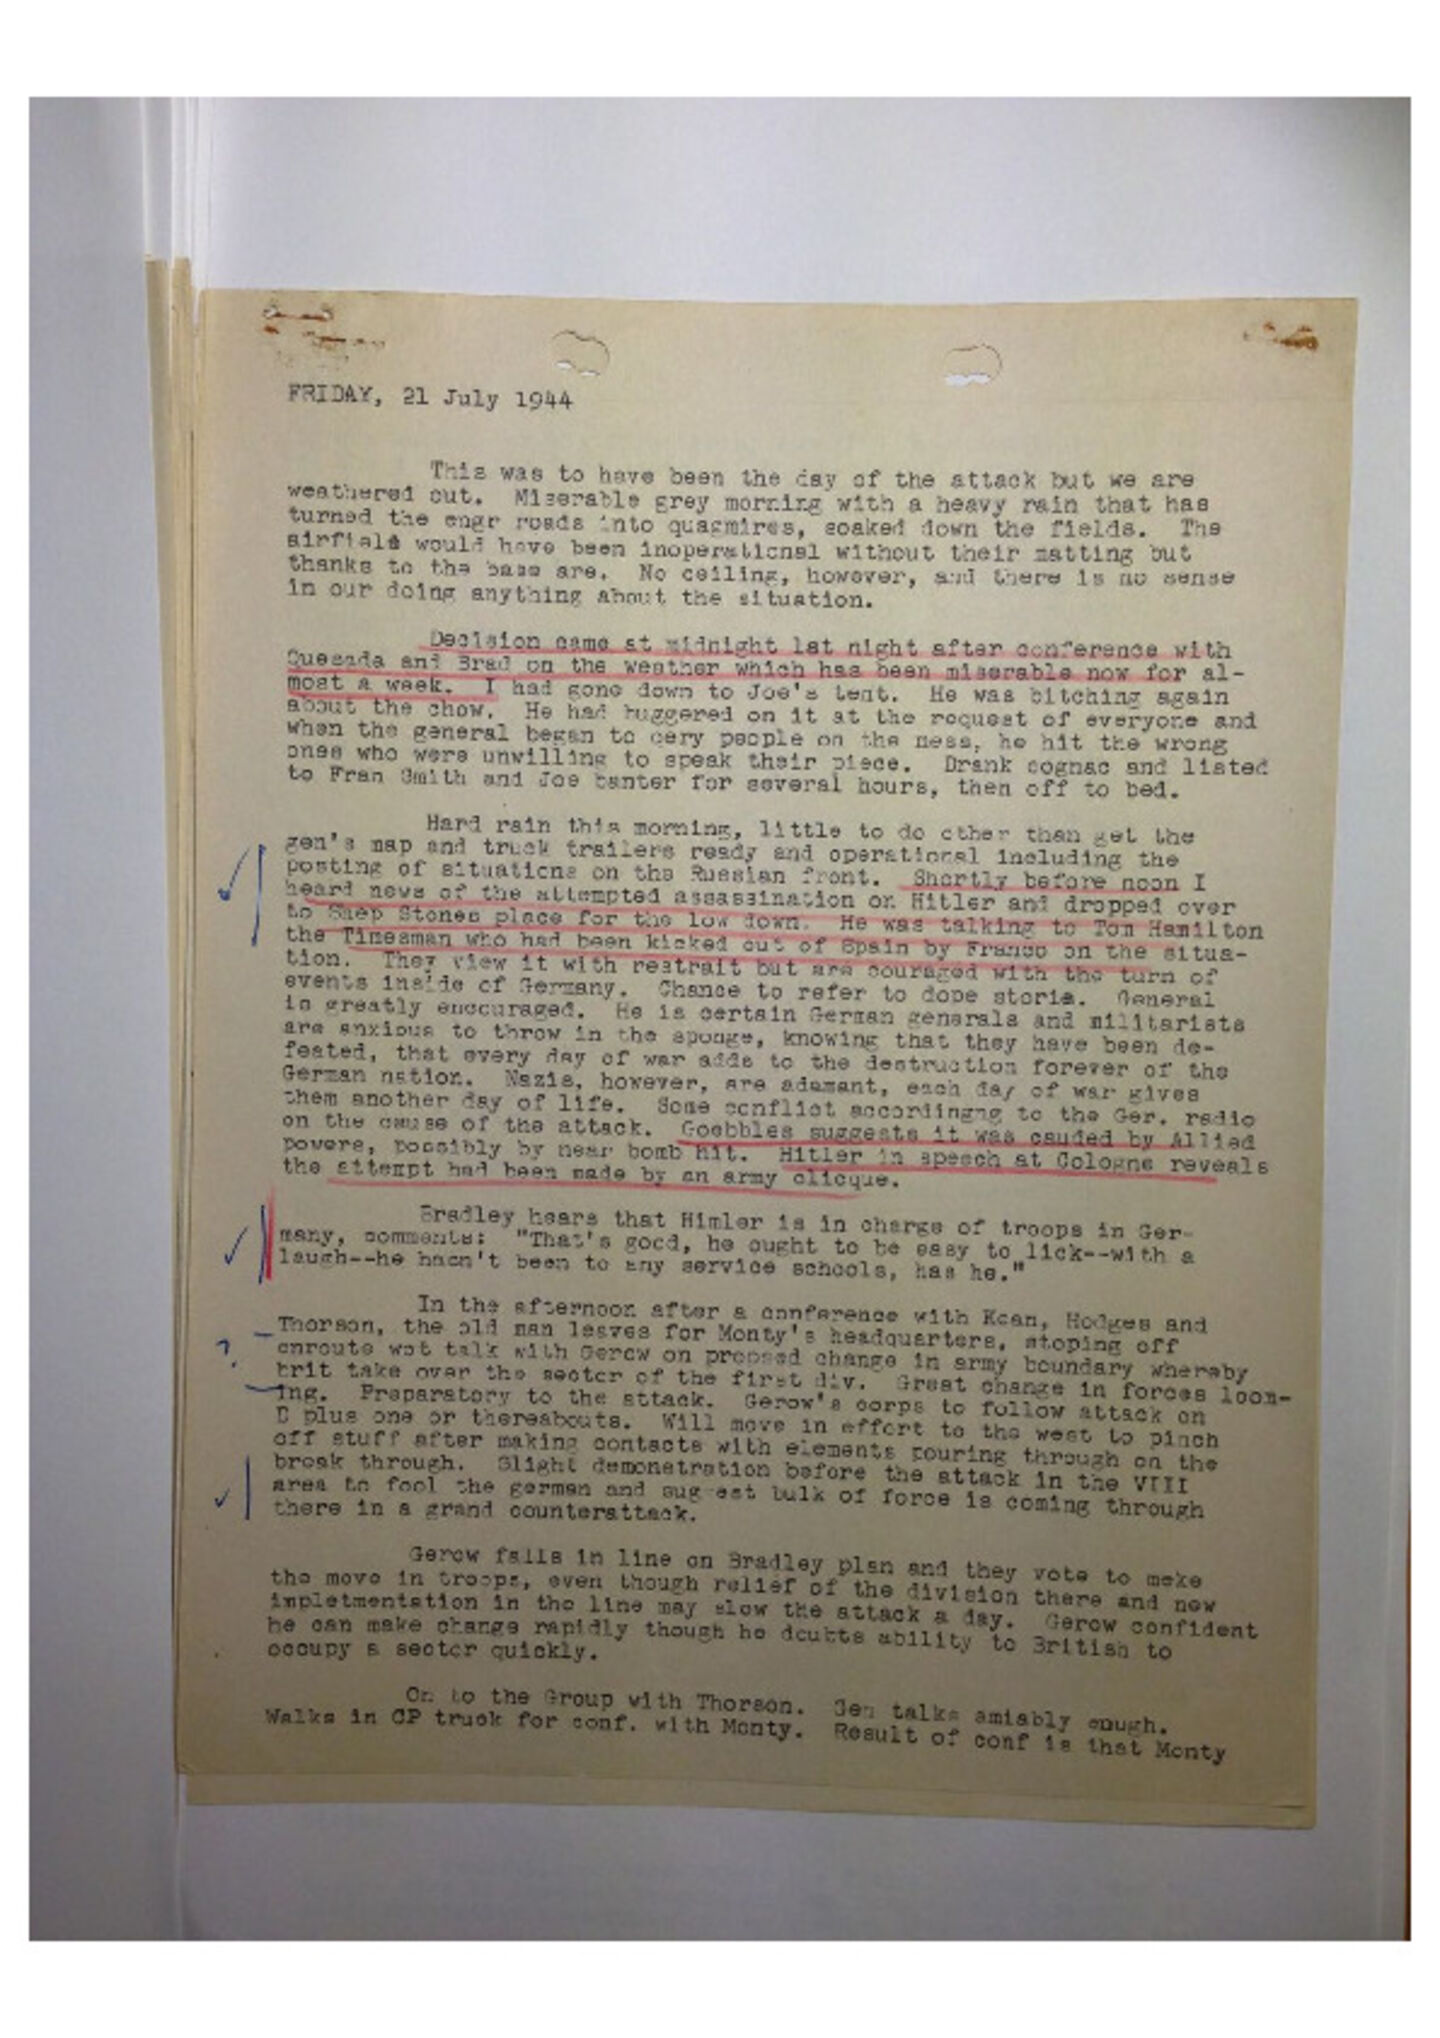 FRIDAY, 21 July 1944
This was to have been the day of the attack but we are
weathered out. Miserable grey morning with a heavy rain that has
turned the engr roads into quagmires, soaked down the fields. The
airfiels would have been inoperational without their matting but
thanks to the base are. No ceiling, however, and there is no sense
in our doing anything about the situation.
Decision came at midnight lat night after conference with
Quesada and Brad on the weather which has been miserable now for al-
most a week. I had gone down to Joe's tent. He was bitching again
about the chow. He had buggered on it at the request of everyone and
when the general began to qery people on the mess, he hit the wrong
ones who were unwilling to speak their piece. Drank cognac and listed
to Fran Smith and Joe banter for several hours, then off to bed.
Hard rain this morning, little to do other than get the
gen's map and truck trailers ready and operational including the
posting of situations on the Russian front. Shortly before noon I
heard news of the attempted assassination on Hitler and dropped over
to Shep Stones place for the low down. He was talking to Tom Hamilton
the Timesman who had been kicked out of Spain by Franco on the situa-
tion. They view it with restrait but are couraged with the turn of
events inside of Germany. Chance to refer to dope storis. General
is greatly encouraged. He is certain German generals and militarists
are anxious to throw in the sponge, knowing that they have been de-
feated, that every day of war adds to the destruction forever of the
German nation. Nazis, however, are adamant, each day of war gives
them another day of life. Some conflict accordingng to the Ger. radio
on the cause of the attack. Goebbles suggests it was cauded by Allied
powers, possibly by near bomb hit. Hitler in speech at Cologne reveals
the attempt had been made by an army clicque.
Bradley hears that Himler is in charge of troops in Ger-
many, comments: "That's good, he ought to be easy to lick--with a
laugh--he hasn't been to any service schools, has he."
In the afternoon after a conference with Kean, Hodges and
Thorson, the old man leaves for Monty's headquarters, stoping off
enroute wot talk with Gerow on proposed change in army boundary whereby
brit take over the sector of the first div. Great change in forces loom-
ing. Preparatory to the attack. Gerow's corps to follow attack on
D plus one or thereabouts. Will move in effort to the west to pinch
off stuff after making contacts with elements pouring through on the
break through. Slight demonstration before the attack in the VIII
area to fool the german and suggest bulk of force is coming through
there in a grand counterattack.
Gerow falls in line on Bradley plan and they vote to make
the move in troops, even though relief of the division there and new
impletmentation in the line may slow the attack a day. Gerow confident
he can make change rapidly though he doubts ability to British to
occupy a sector quickly.
On to the Group with Thorson. Gen talks amiably enugh.
Walks in CP truck for conf. with Monty. Result of conf is that Monty